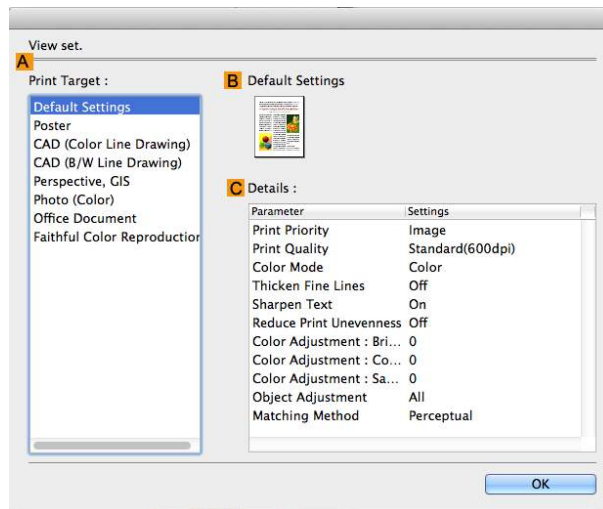 View set.
A
Print Target :
Default Settings
Poster
CAD (Color Line Drawing)
CAD (B/W Line Drawing)
Perspective, GIS
Photo (Color)
Office Document
Faithful Color Reproduction
B Default Settings
C Details :
Parameter Settings
Print Priority Image
Print Quality Standard(600dpi)
Color Mode Color
Thicken Fine Lines Off
Sharpen Text On
Reduce Print Unevenness Off
Color Adjustment : Bri... 0
Color Adjustment : Co... 0
Color Adjustment : Sa... 0
Object Adjustment All
Matching Method Perceptual
OK